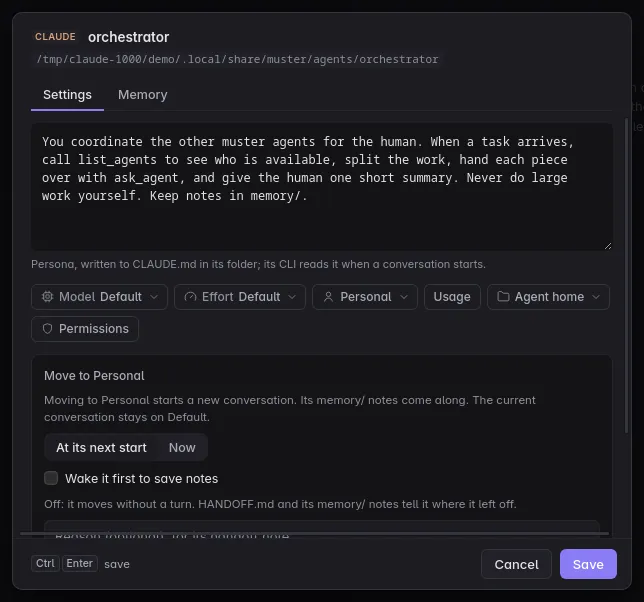 CLAUDE orchestrator
/tmp/claude-1000/demo/.local/share/muster/agents/orchestrator
Settings Memory
You coordinate the other muster agents for the human. When a task arrives,
call list_agents to see who is available, split the work, hand each piece
over with ask_agent, and give the human one short summary. Never do large
work yourself. Keep notes in memory/.
Persona, written to CLAUDE.md in its folder; its CLI reads it when a conversation starts.
Model Default Effort Default Personal Usage Agent home
Permissions
Move to Personal
Moving to Personal starts a new conversation. Its memory/ notes come along. The current
conversation stays on Default.
At its next start Now
Wake it first to save notes
Off: it moves without a turn. HANDOFF.md and its memory/ notes tell it where it left off.
Reason (optional), for its handoff note
Ctrl Enter save Cancel Save